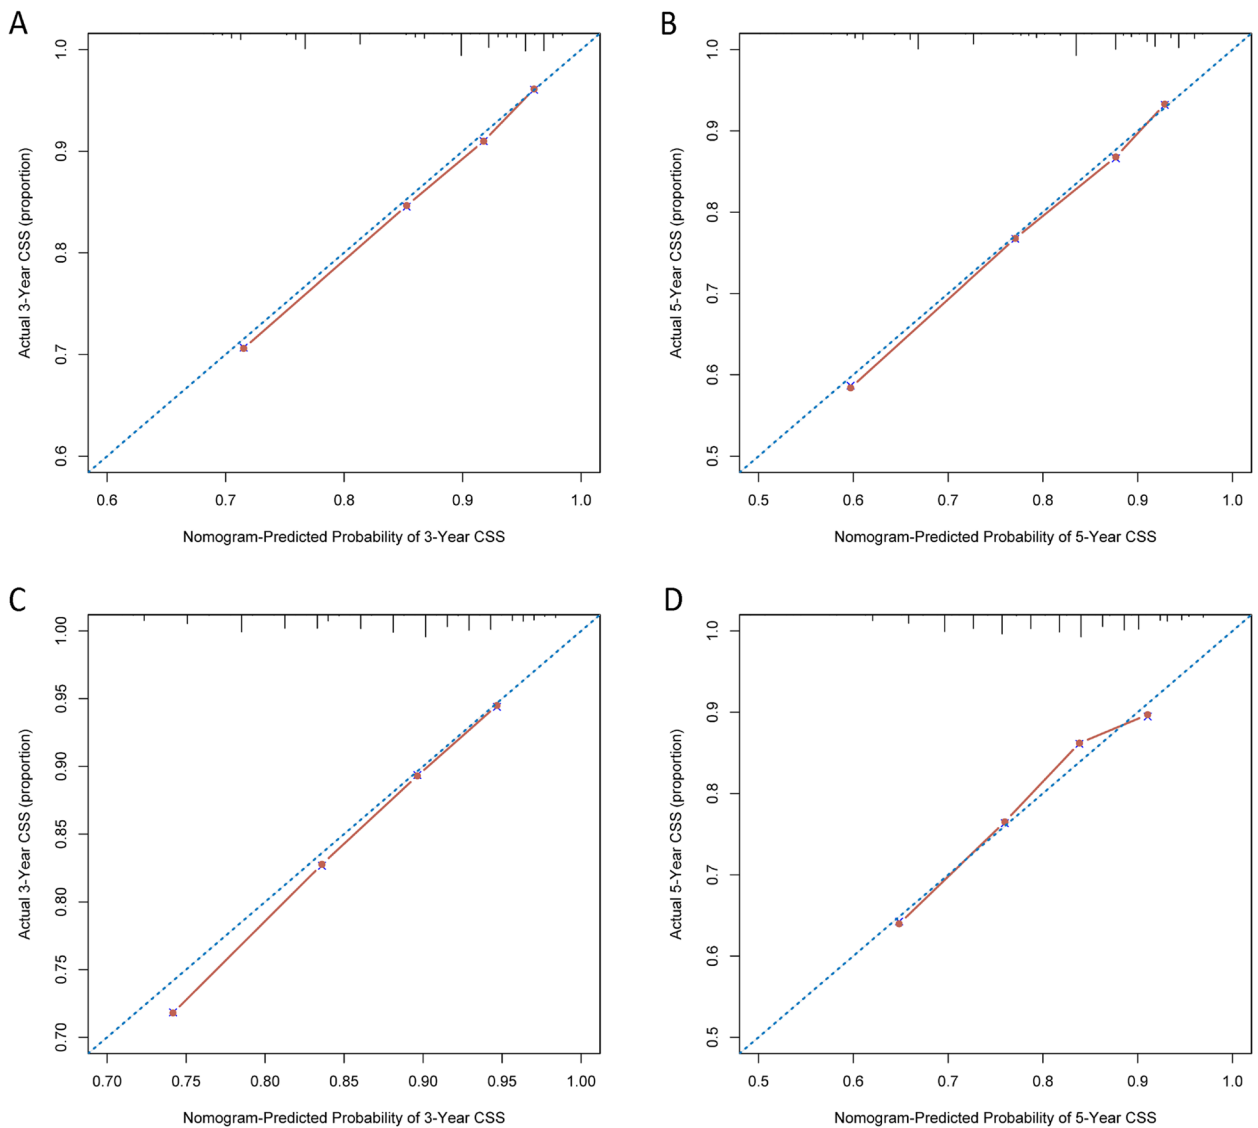 A
1.0
0.9
0.8
0.7
0.6
Actual 3-Year CSS (proportion)
0.6 0.7 0.8 0.9 1.0
Nomogram-Predicted Probability of 3-Year CSS
B
1.0
0.9
0.8
0.7
0.6
0.5
Actual 5-Year CSS (proportion)
0.5 0.6 0.7 0.8 0.9 1.0
Nomogram-Predicted Probability of 5-Year CSS
C
1.00
0.95
0.90
0.85
0.80
0.75
0.70
Actual 3-Year CSS (proportion)
0.70 0.75 0.80 0.85 0.90 0.95 1.00
Nomogram-Predicted Probability of 3-Year CSS
D
1.0
0.9
0.8
0.7
0.6
0.5
Actual 5-Year CSS (proportion)
0.5 0.6 0.7 0.8 0.9 1.0
Nomogram-Predicted Probability of 5-Year CSS